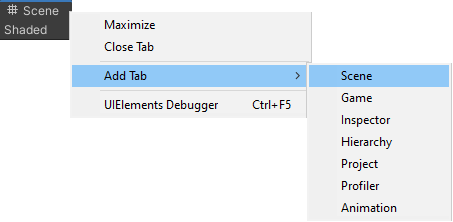 Scene
Shaded
Maximize
Close Tab
Add Tab
UIElements Debugger Ctrl+F5
Scene
Game
Inspector
Hierarchy
Project
Profiler
Animation